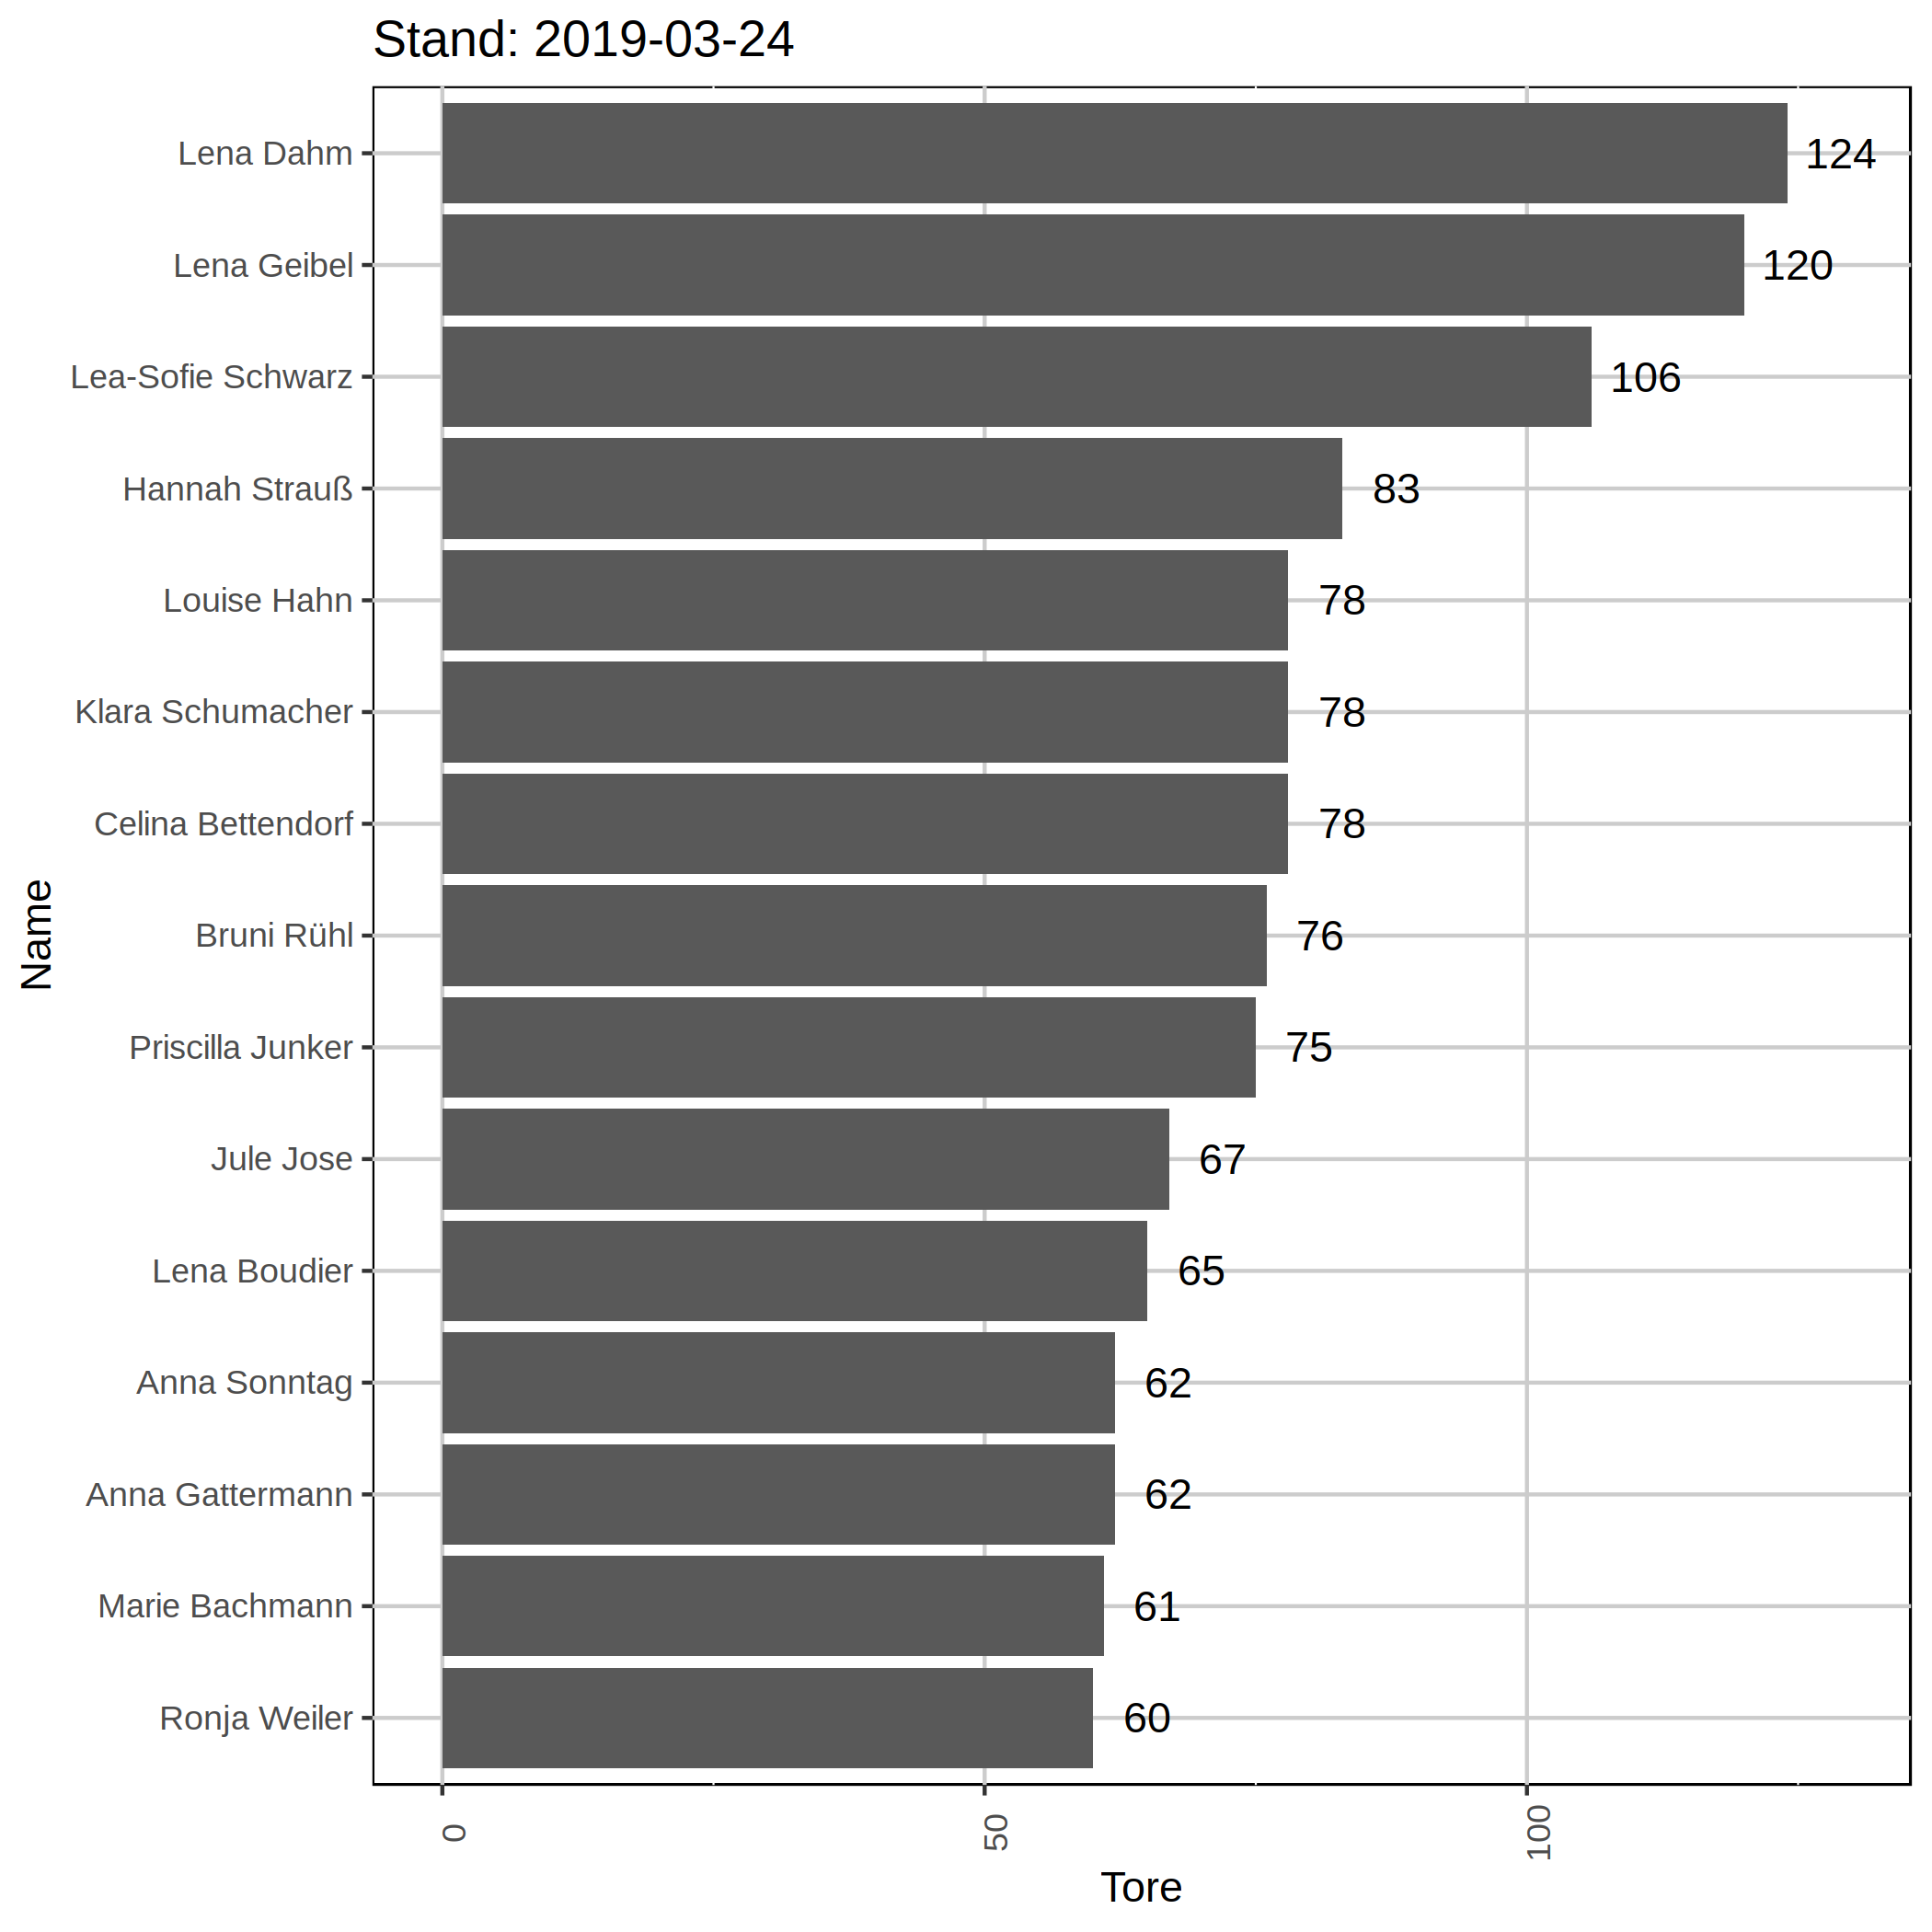 Stand: 2019-03-24
Lena Dahm 124
Lena Geibel 120
Lea-Sofie Schwarz 106
Hannah Strauß 83
Louise Hahn 78
Klara Schumacher 78
Celina Bettendorf 78
Bruni Rühl 76
Priscilla Junker 75
Jule Jose 67
Lena Boudier 65
Anna Sonntag 62
Anna Gattermann 62
Marie Bachmann 61
Ronja Weiler 60
Name
0 50 100
Tore